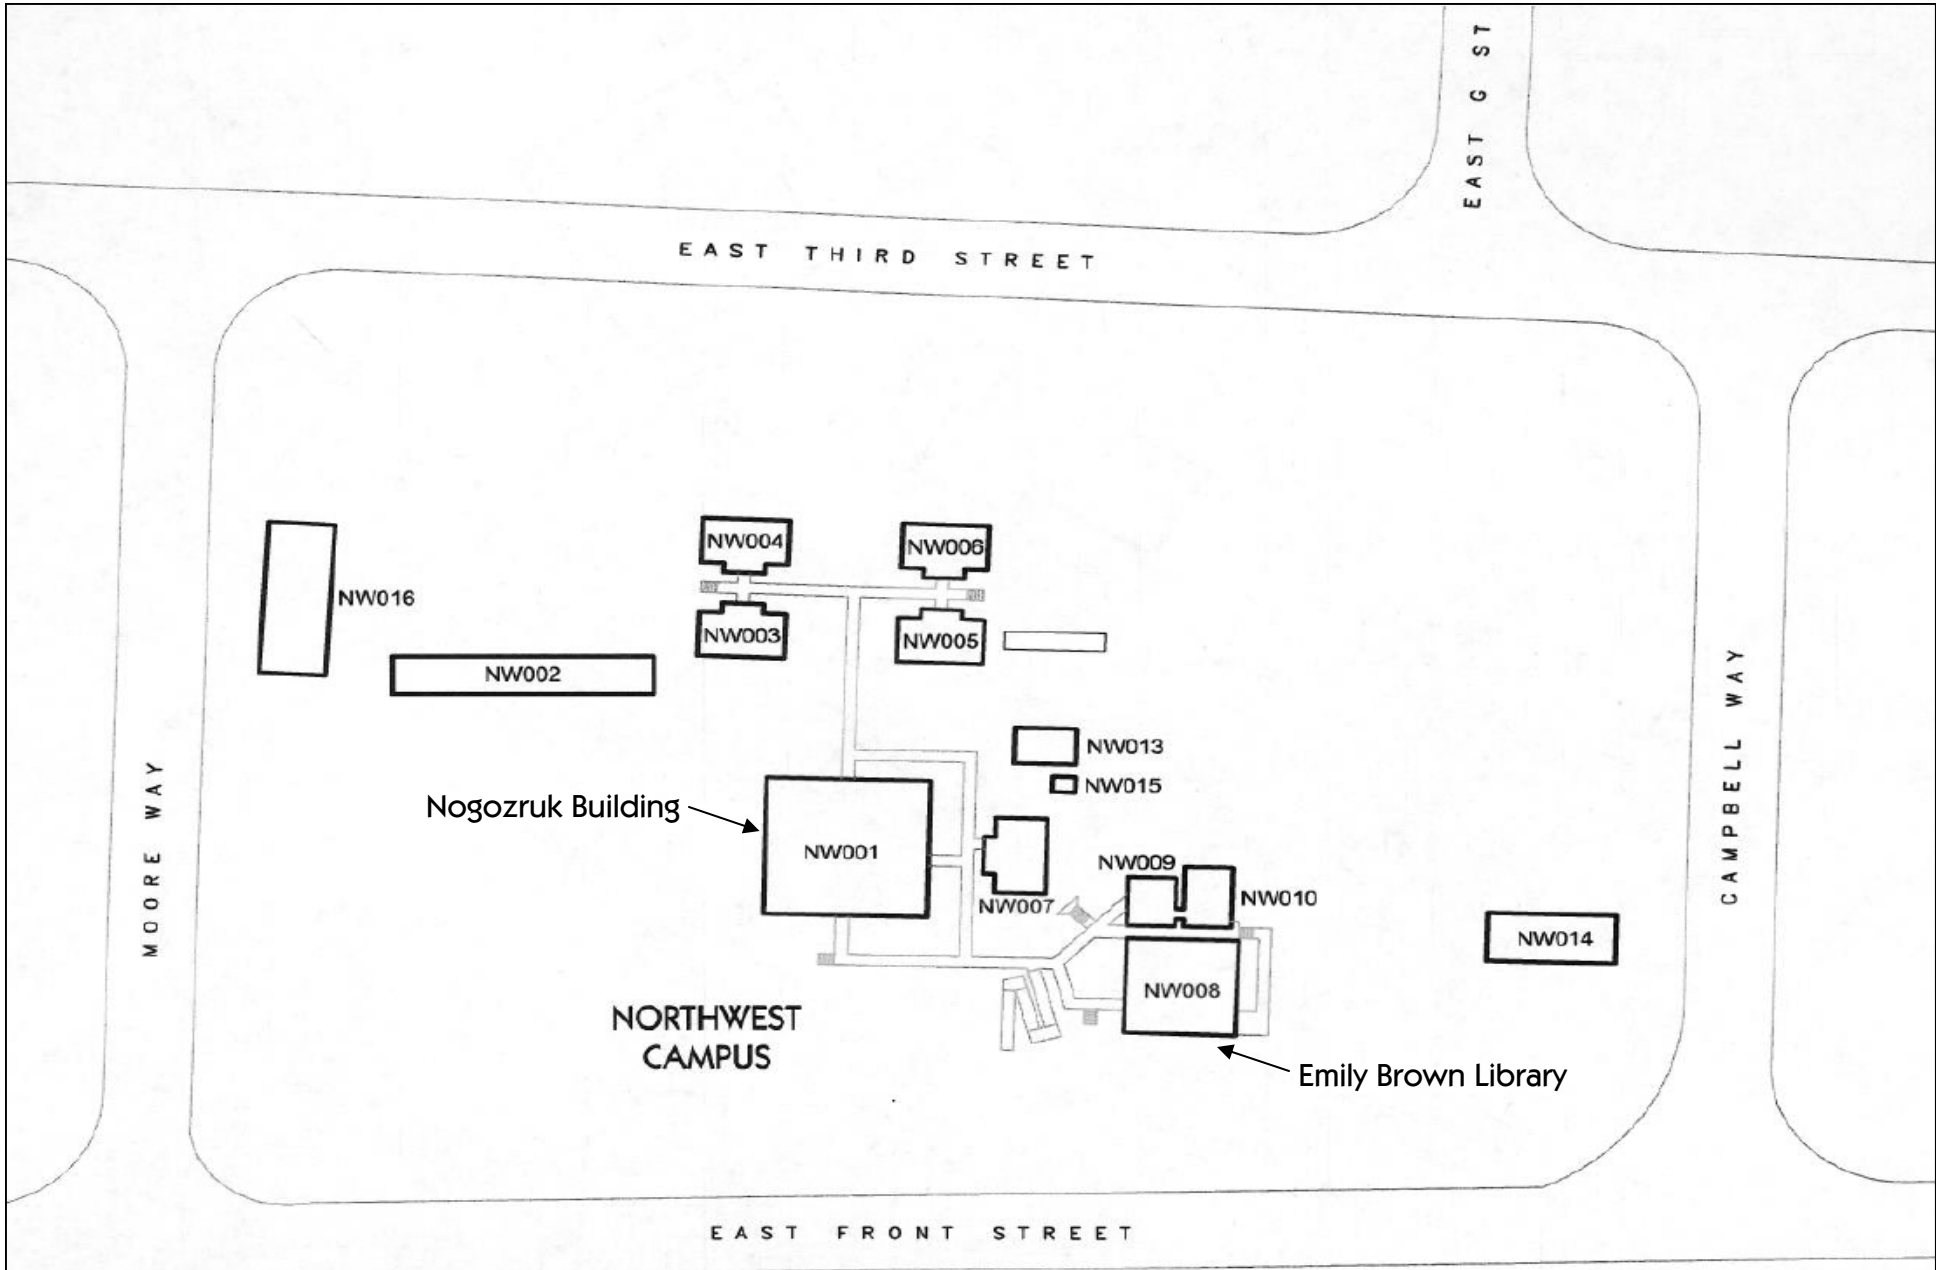 EAST G ST
EAST THIRD STREET
NW004
NW006
NW016
NW003
NW005
NW002
NW013
NW015
Nogozruk Building
NW001
MOORE WAY
CAMPBELL WAY
NW009
NW010
NW007
NW014
NW008
NORTHWEST
CAMPUS
Emily Brown Library
EAST FRONT STREET